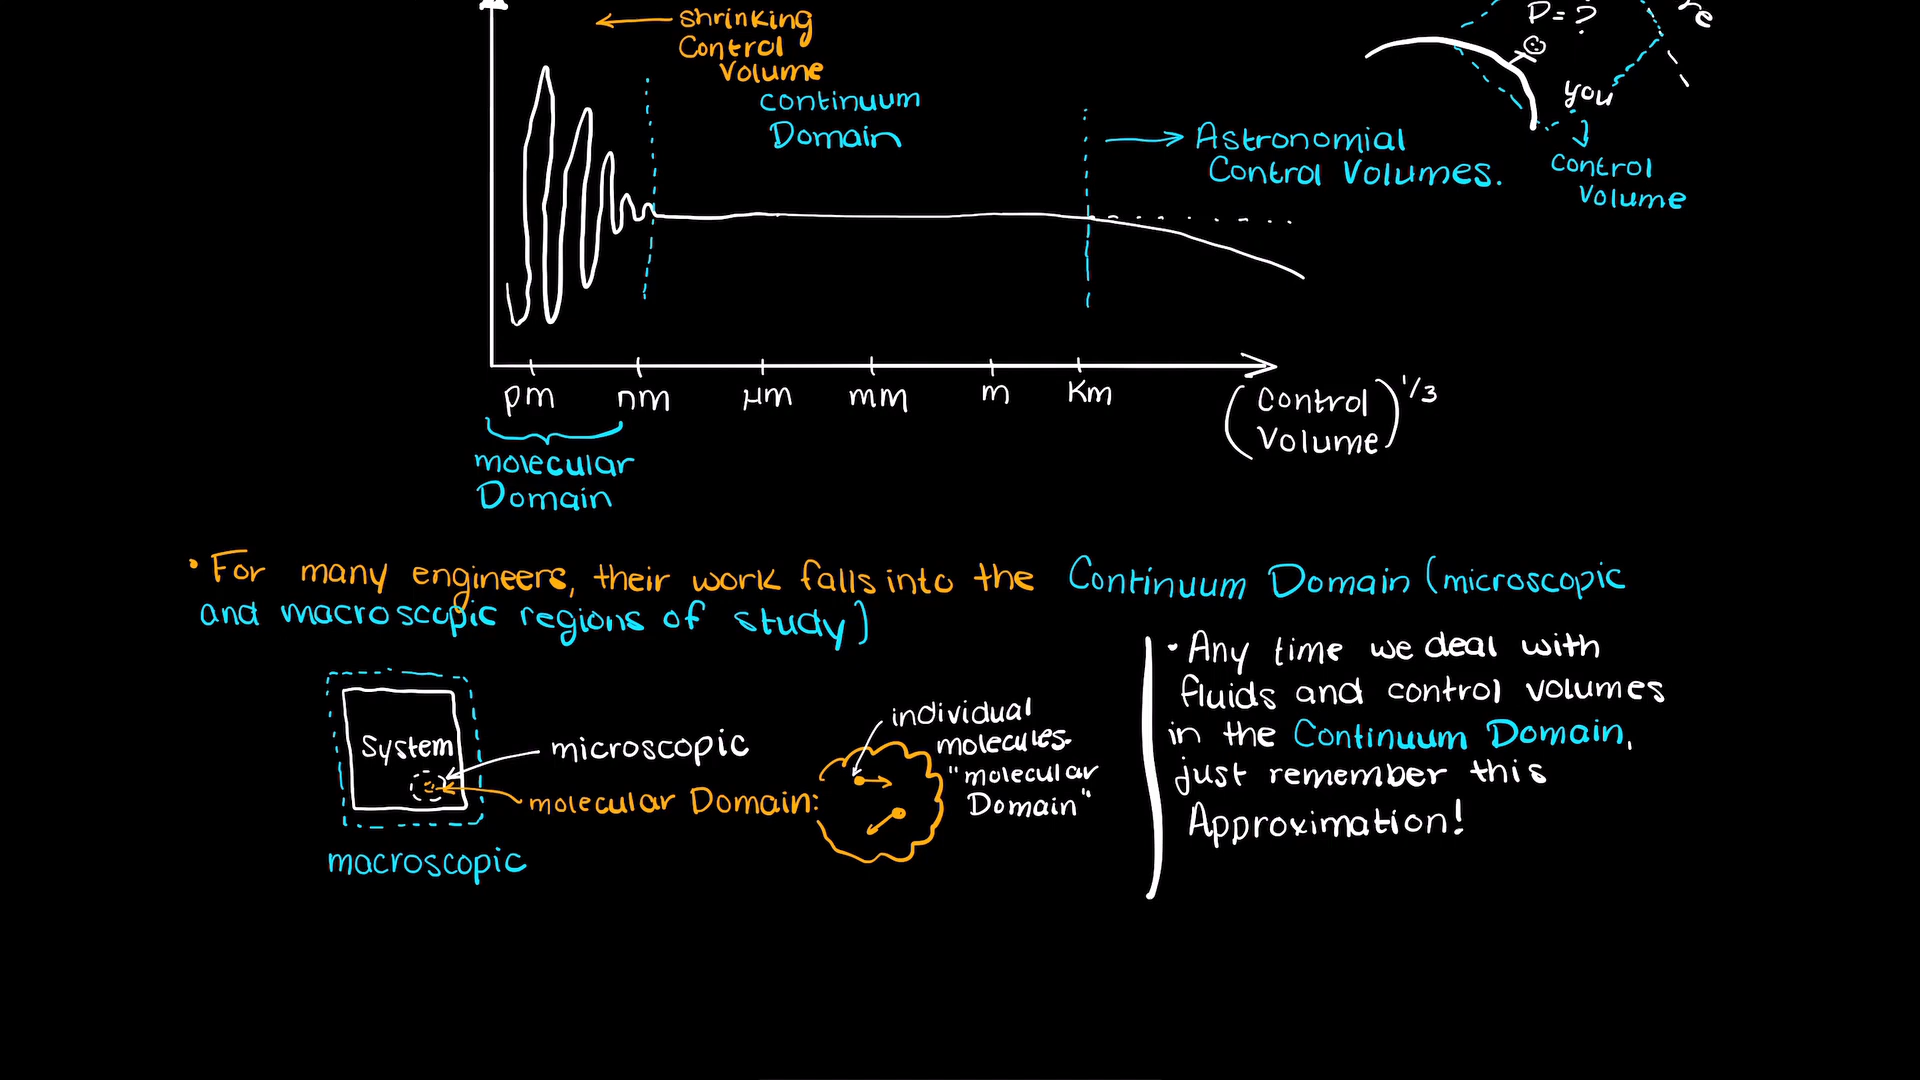 shrinking
Control
Volume
Continuum
Domain
Astronomial
Control Volumes.
P=?
re
you
Control
Volume
pm nm μm mm m Km
(Control
Volume)^1/3
molecular
Domain
• For many engineers, their work falls into the Continuum Domain (microscopic
and macroscopic regions of study)
System
microscopic
molecular Domain:
macroscopic
individual
molecules-
"molecular
Domain"
• Any time we deal with
fluids and control volumes
in the Continuum Domain,
just remember this
Approximation!